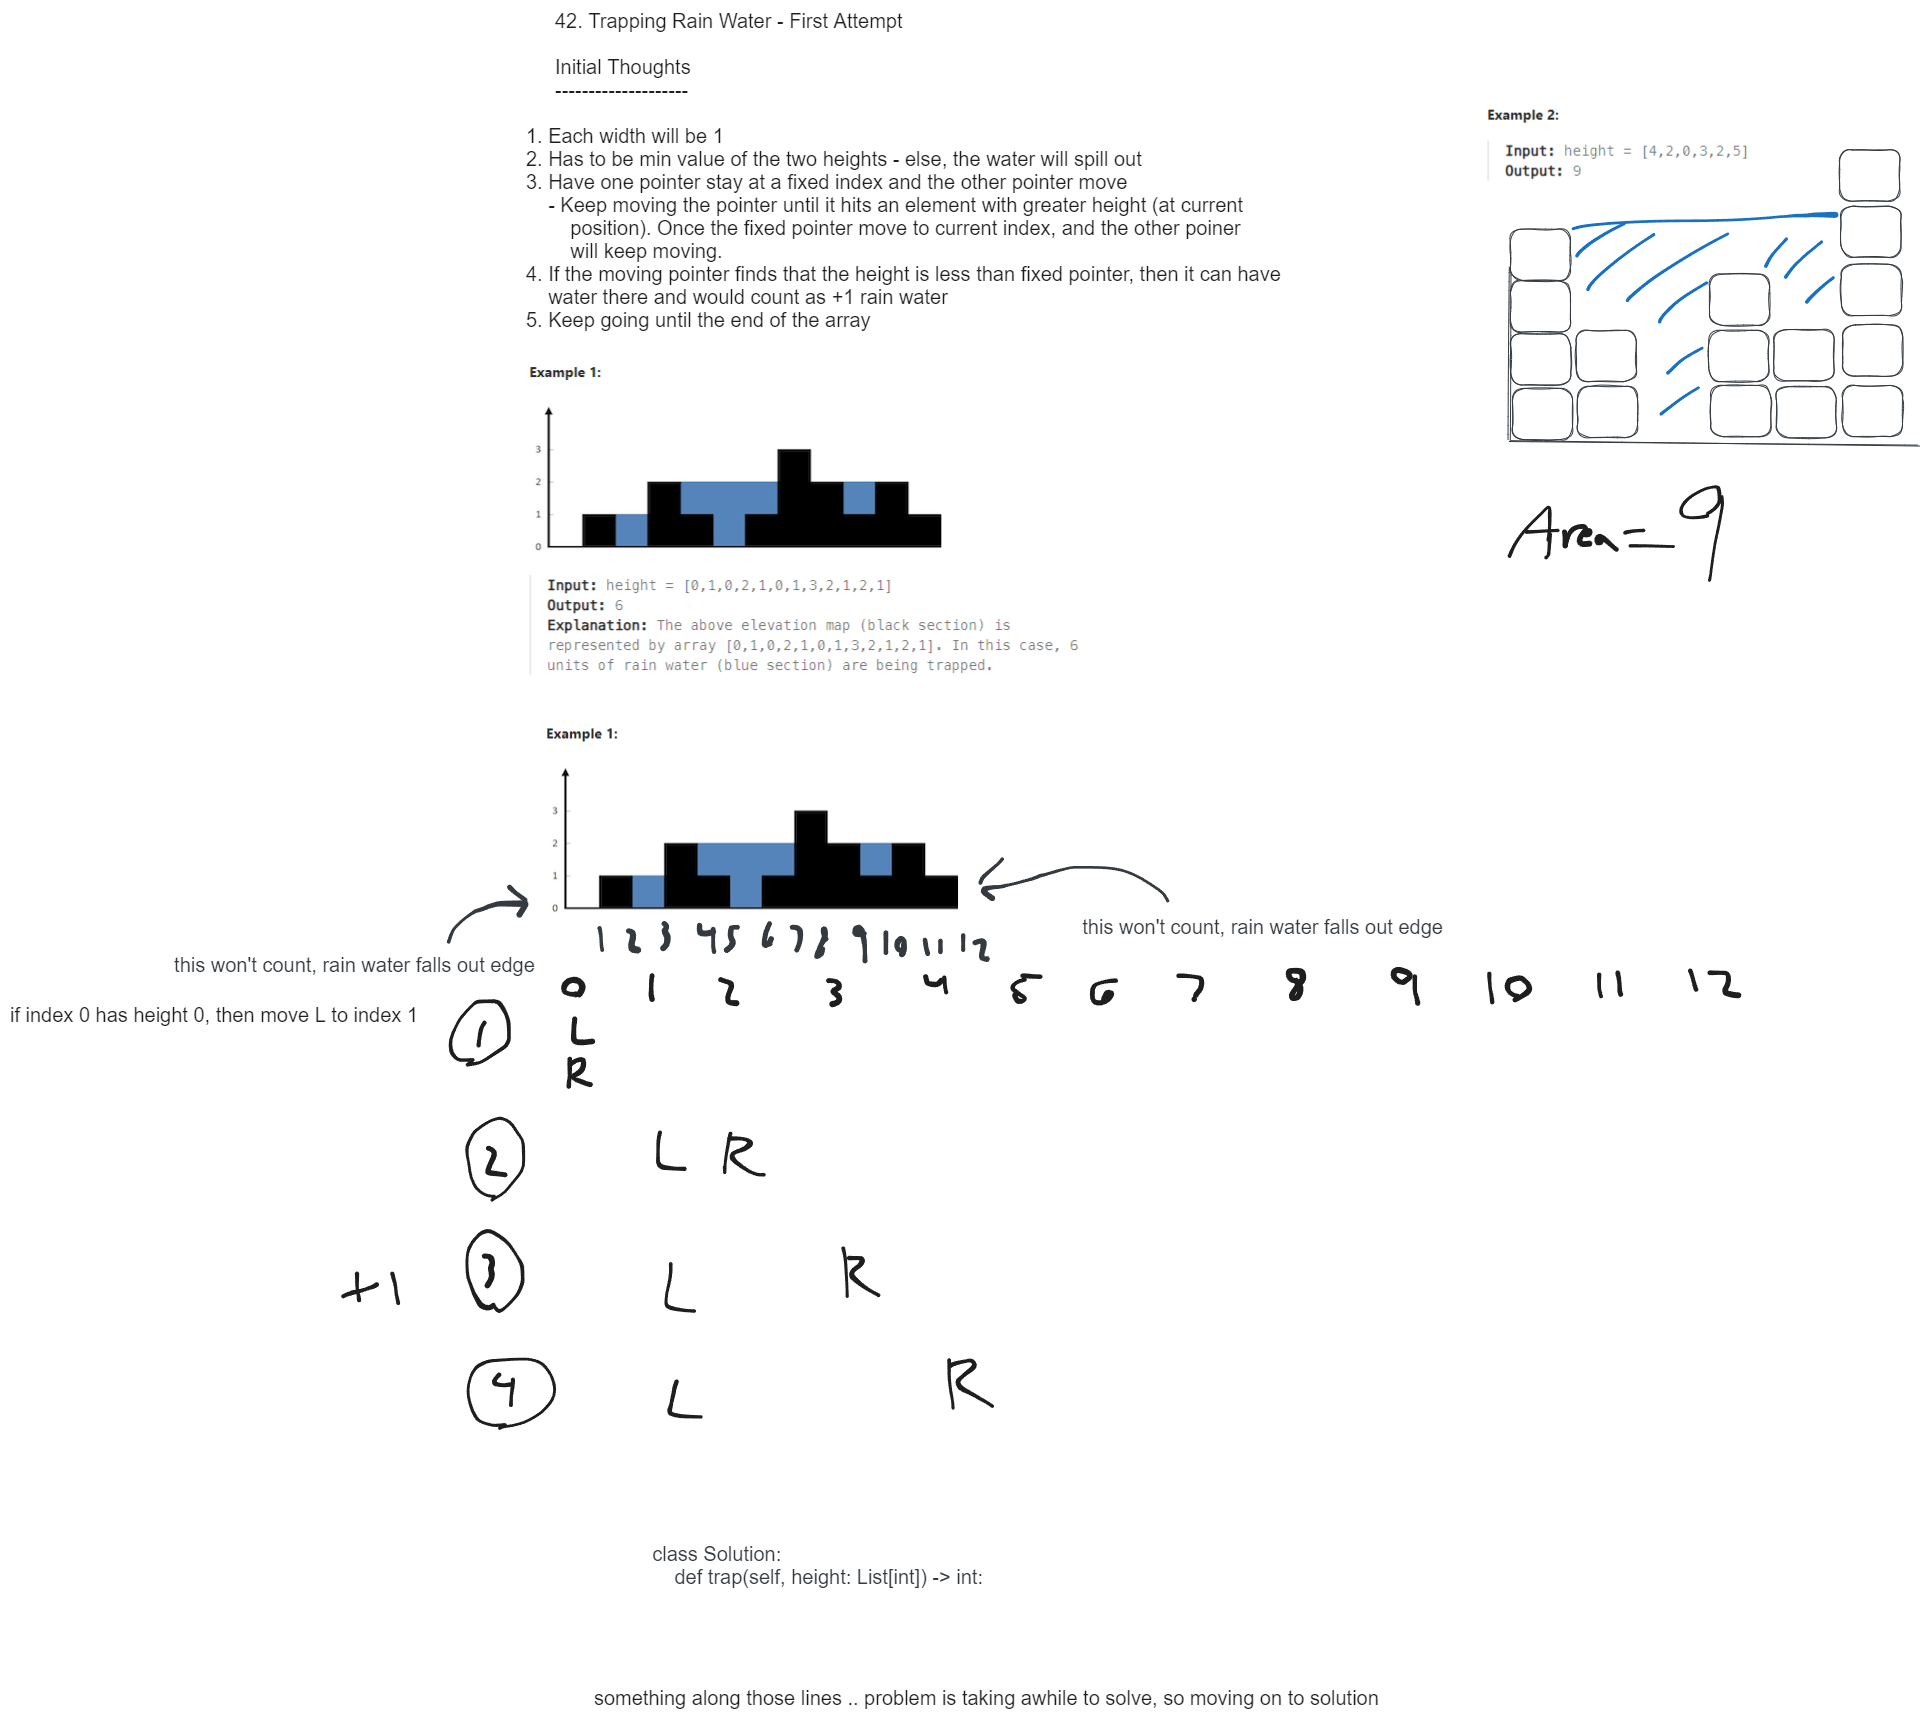 42. Trapping Rain Water - First Attempt
Initial Thoughts
--------------------
1. Each width will be 1
2. Has to be min value of the two heights - else, the water will spill out
3. Have one pointer stay at a fixed index and the other pointer move
- Keep moving the pointer until it hits an element with greater height (at current
position). Once the fixed pointer move to current index, and the other poiner
will keep moving.
4. If the moving pointer finds that the height is less than fixed pointer, then it can have
water there and would count as +1 rain water
5. Keep going until the end of the array
Example 2:
Input: height = [4,2,0,3,2,5]
Output: 9
Area = 9
Example 1:
3
2
1
0
Input: height = [0,1,0,2,1,0,1,3,2,1,2,1]
Output: 6
Explanation: The above elevation map (black section) is
represented by array [0,1,0,2,1,0,1,3,2,1,2,1]. In this case, 6
units of rain water (blue section) are being trapped.
Example 1:
3
2
1
0
1 2 3 4 5 6 7 8 9 10 11 12
this won't count, rain water falls out edge
this won't count, rain water falls out edge
0 1 2 3 4 5 6 7 8 9 10 11 12
if index 0 has height 0, then move L to index 1
1 L
R
2 L R
+1 3 L R
4 L R
class Solution:
def trap(self, height: List[int]) -> int:
something along those lines .. problem is taking awhile to solve, so moving on to solution